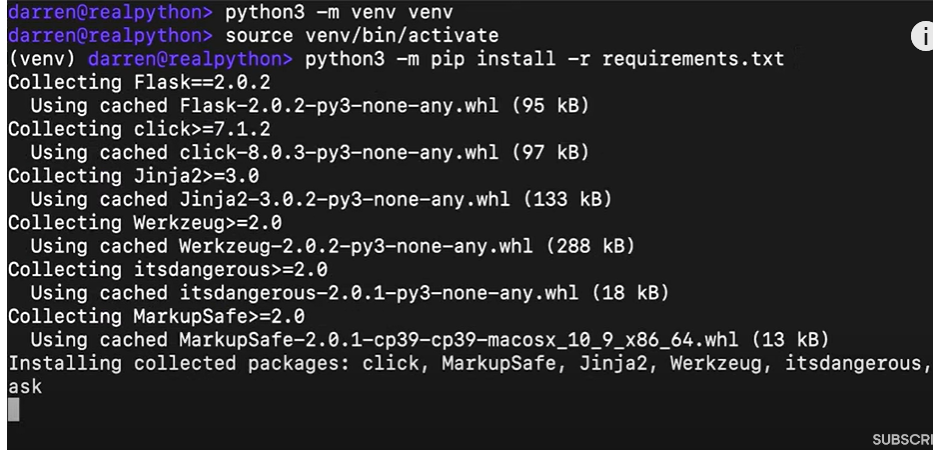 darren@realpython> python3 -m venv venv
darren@realpython> source venv/bin/activate
(venv) darren@realpython> python3 -m pip install -r requirements.txt
Collecting Flask==2.0.2
  Using cached Flask-2.0.2-py3-none-any.whl (95 kB)
Collecting click>=7.1.2
  Using cached click-8.0.3-py3-none-any.whl (97 kB)
Collecting Jinja2>=3.0
  Using cached Jinja2-3.0.2-py3-none-any.whl (133 kB)
Collecting Werkzeug>=2.0
  Using cached Werkzeug-2.0.2-py3-none-any.whl (288 kB)
Collecting itsdangerous>=2.0
  Using cached itsdangerous-2.0.1-py3-none-any.whl (18 kB)
Collecting MarkupSafe>=2.0
  Using cached MarkupSafe-2.0.1-cp39-cp39-macosx_10_9_x86_64.whl (13 kB)
Installing collected packages: click, MarkupSafe, Jinja2, Werkzeug, itsdangerous,
ask
SUBSCRI